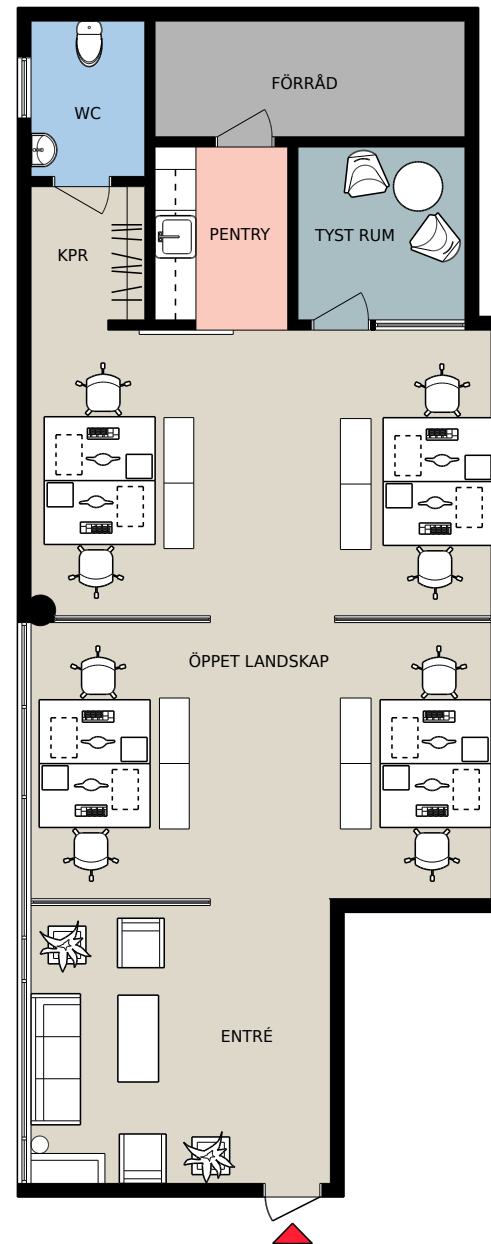 FÖRRÅD
WC
PENTRY
TYST RUM
KPR
ÖPPET LANDSKAP
ENTRÉ